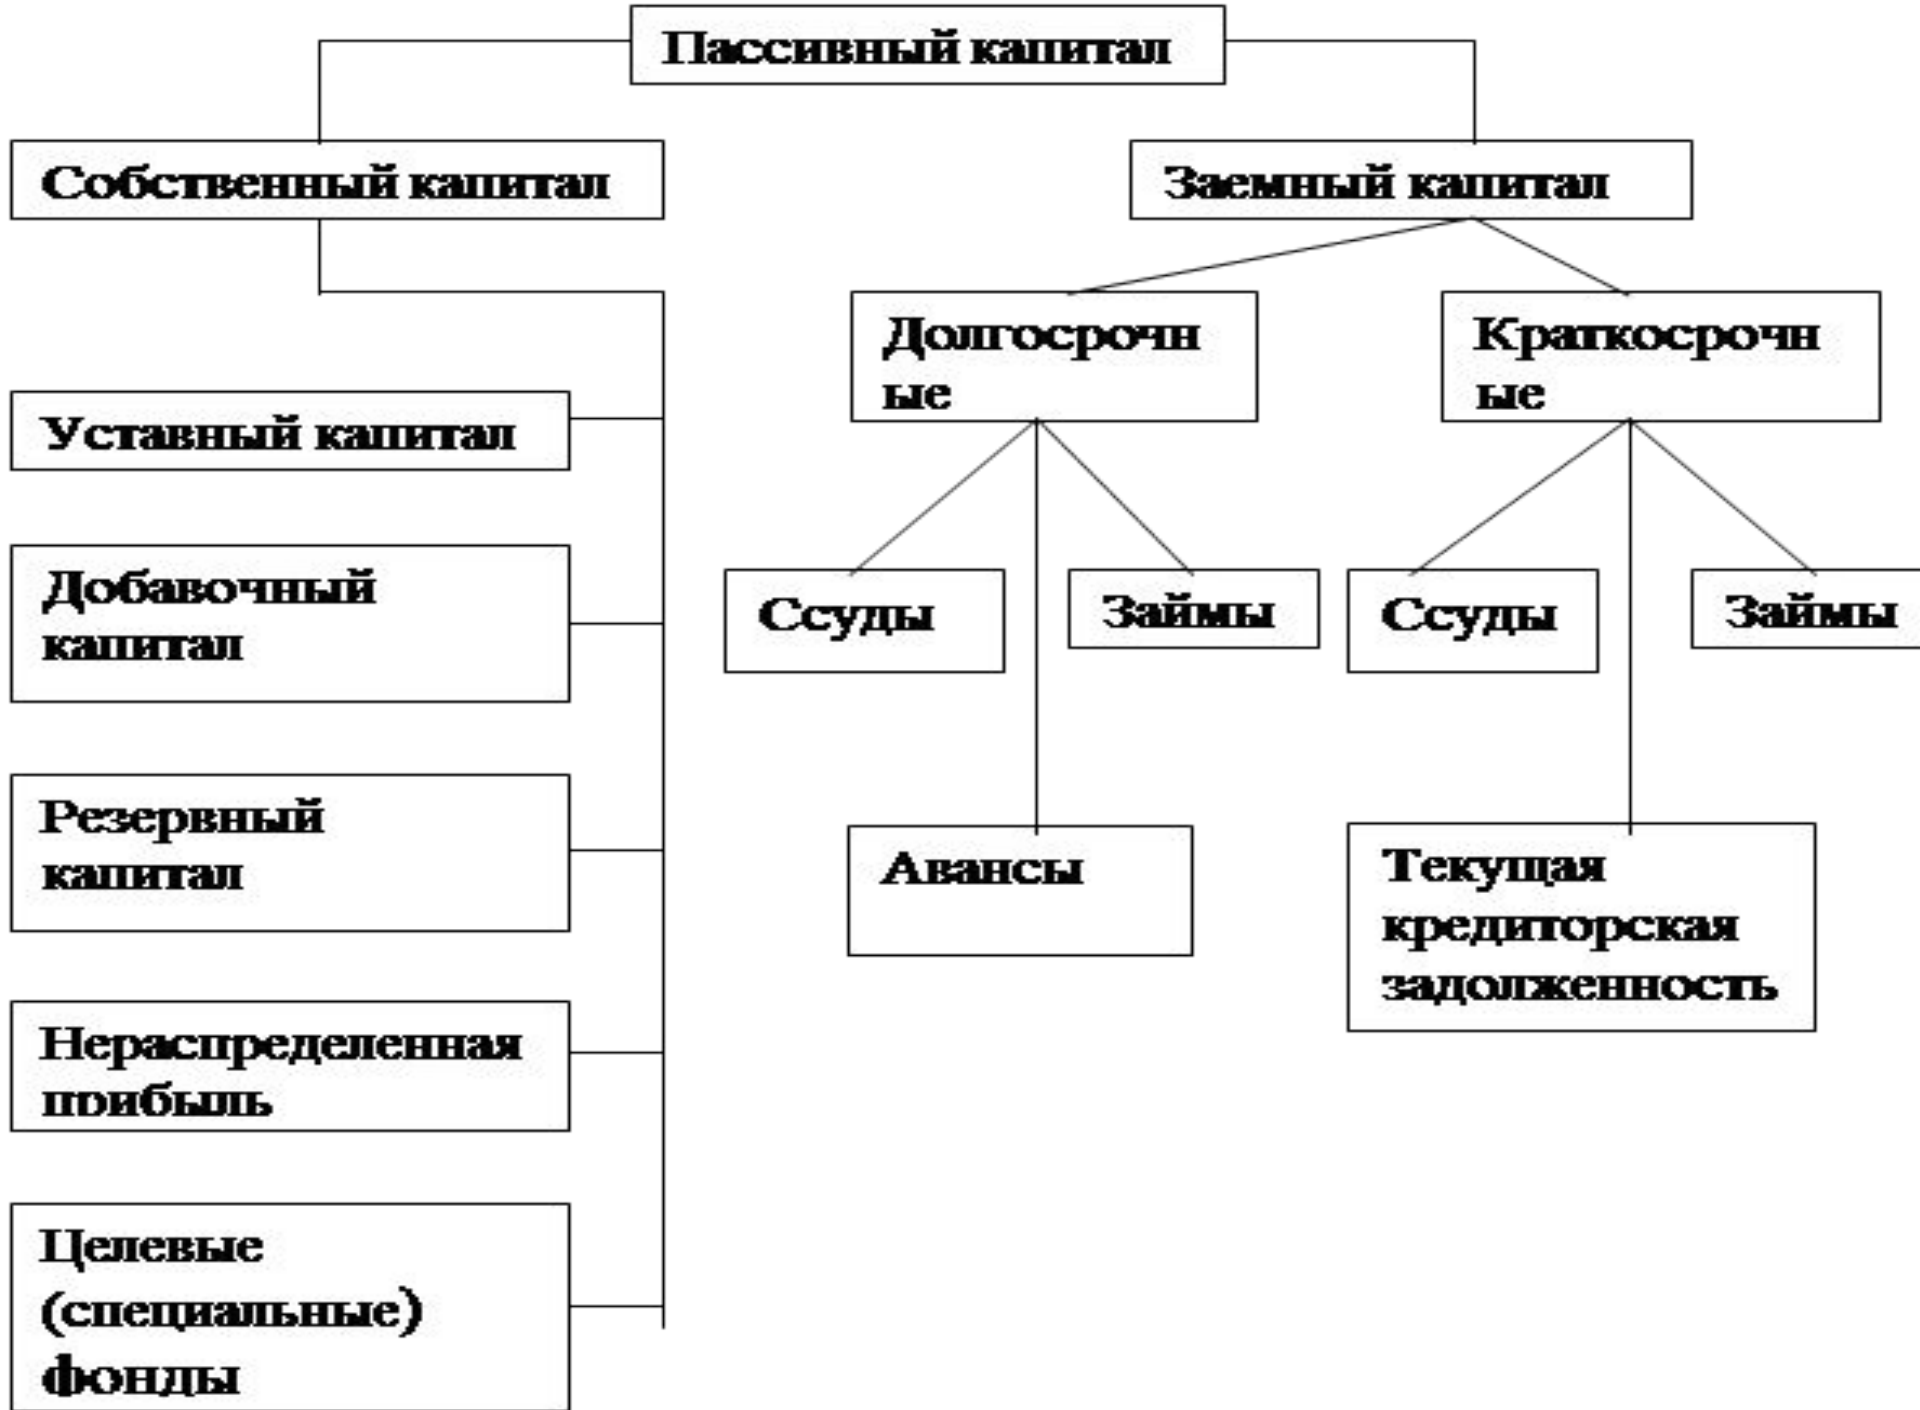 Пассивный капитал
Собственный капитал
Заемный капитал
Долгосрочн
ые
Краткосрочн
ые
Уставный капитал
Добавочный
капитал
Резервный
капитал
Нераспределенная
прибыль
Целевые
(специальные)
фонды
Ссуды
Займы
Ссуды
Займы
Авансы
Текущая
кредиторская
задолженность